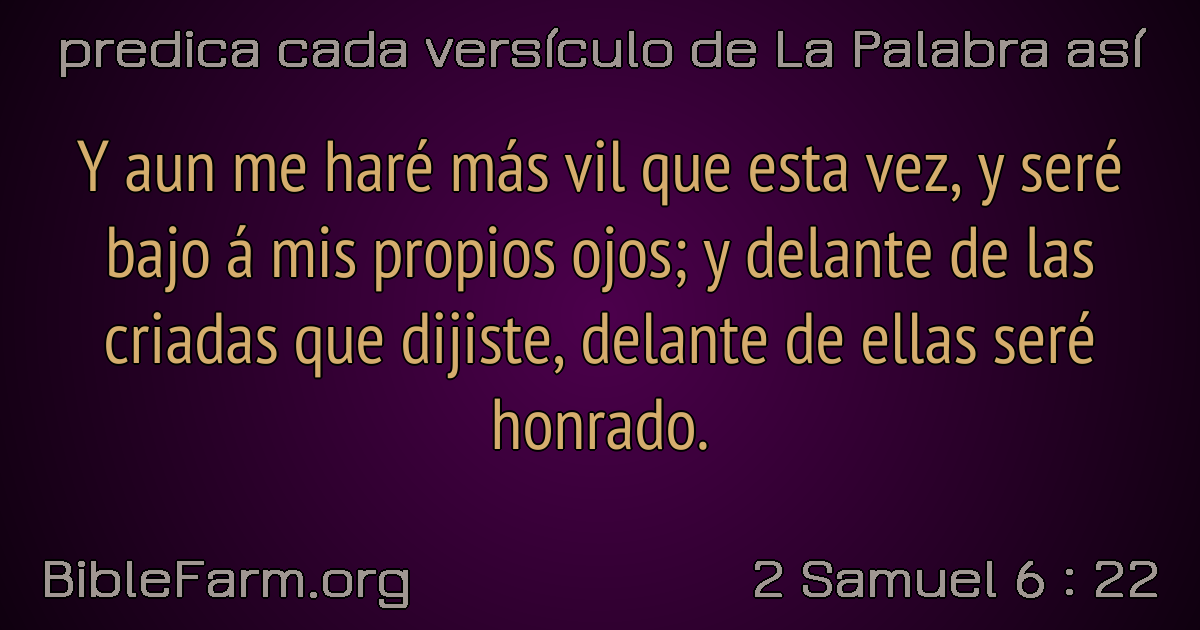 predica cada versículo de La Palabra así
Y aun me haré más vil que esta vez, y seré
bajo á mis propios ojos; y delante de las
criadas que dijiste, delante de ellas seré
honrado.
BibleFarm.org
2 Samuel 6 : 22